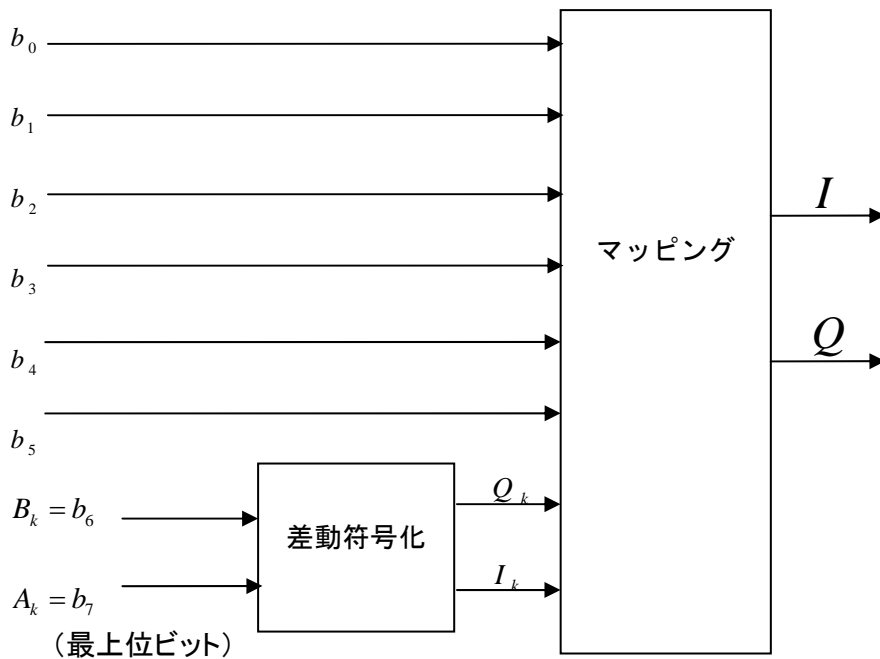 b₀
b₁
b₂
b₃
b₄
b₅
Bₖ = b₆
Aₖ = b₇
（最上位ビット）
差動符号化
Qₖ
Iₖ
マッピング
I
Q